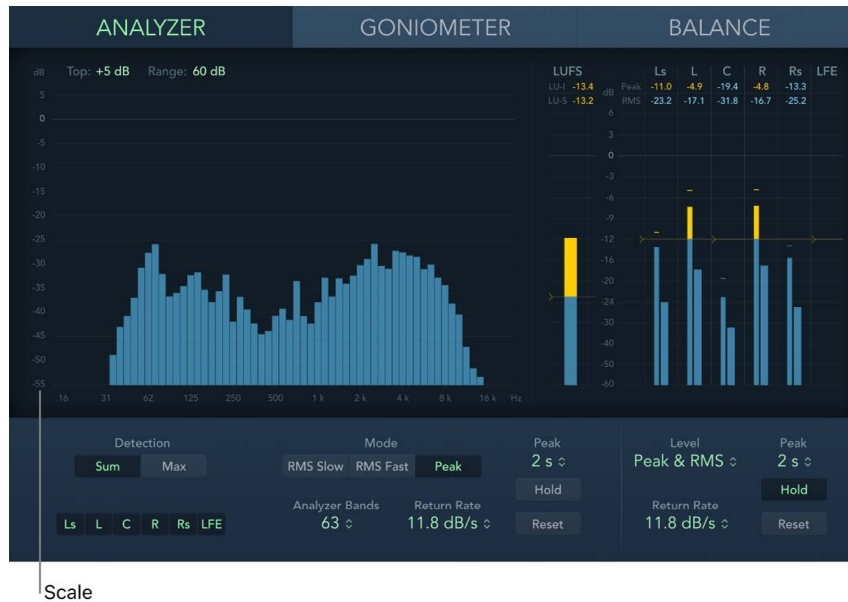 ANALYZER GONIOMETER BALANCE
dB Top: +5 dB Range: 60 dB
5
0
-5
-10
-15
-20
-25
-30
-35
-40
-45
-50
-55
16 31 62 125 250 500 1 k 2 k 4 k 8 k 16 k Hz
LUFS
LU-I -13.4
LU-S -13.2
Ls L C R Rs LFE
dB Peak -11.0 -4.9 -19.4 -4.8 -13.3
RMS -23.2 -17.1 -31.8 -16.7 -25.2
6
3
0
-3
-6
-9
-12
-16
-20
-24
-30
-40
-50
-60
Detection
Sum Max
Ls L C R Rs LFE
Mode
RMS Slow RMS Fast Peak
Analyzer Bands Return Rate
63 11.8 dB/s
Peak
2 s
Hold
Reset
Level
Peak & RMS
Return Rate
11.8 dB/s
Peak
2 s
Hold
Reset
Scale